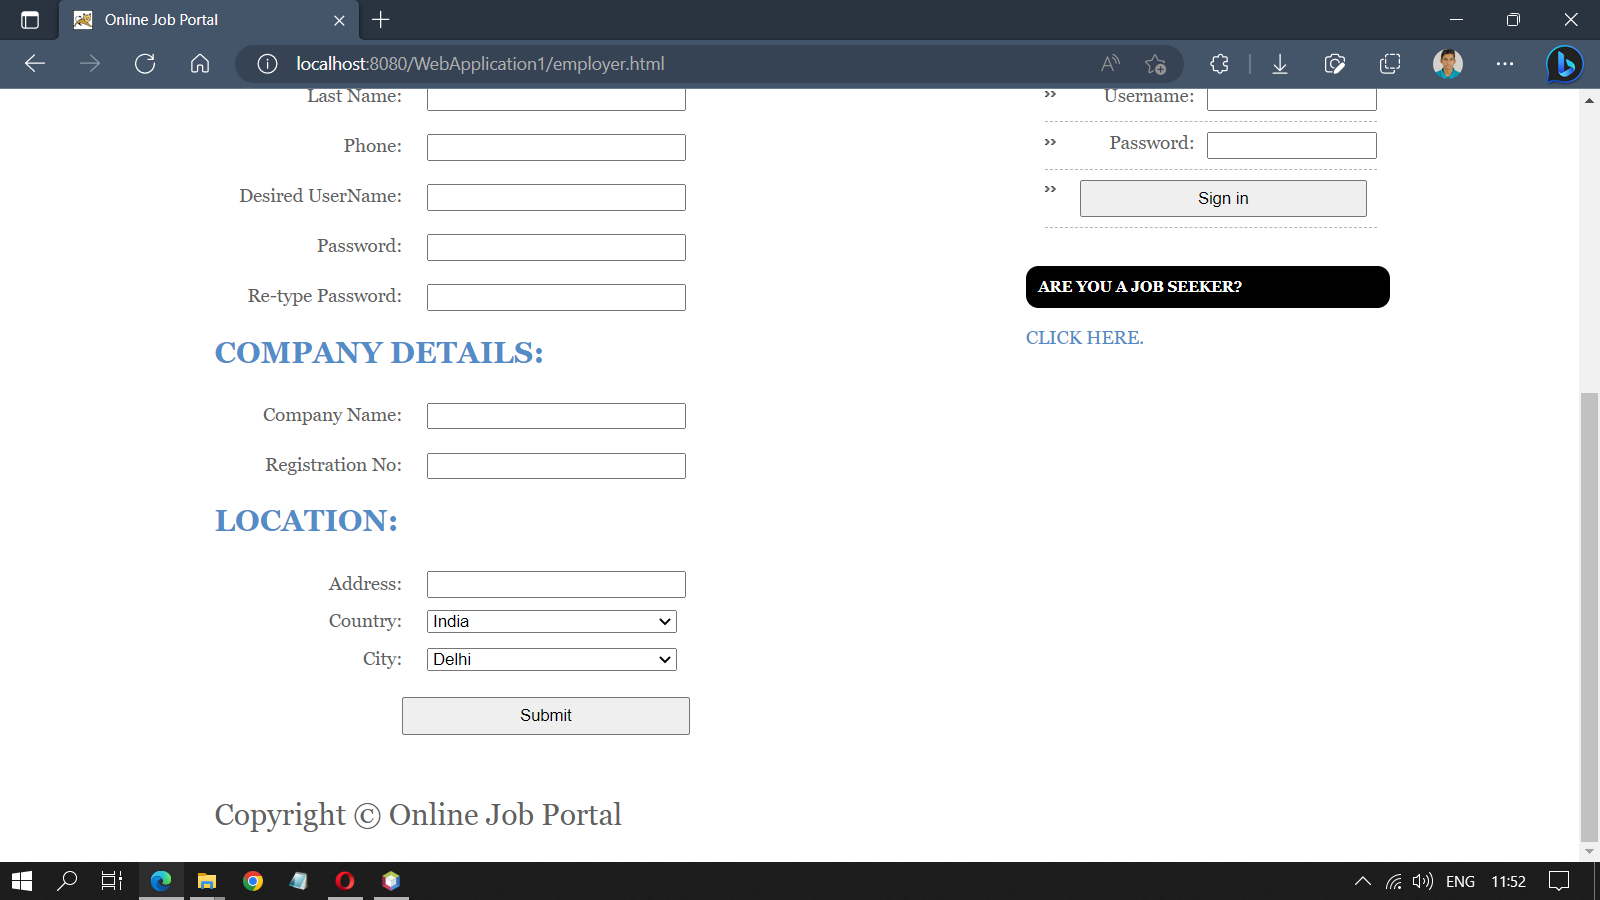 Online Job Portal
localhost:8080/WebApplication1/employer.html
Last Name:
Phone:
Desired UserName:
Password:
Re-type Password:
COMPANY DETAILS:
Company Name:
Registration No:
LOCATION:
Address:
Country: India
City: Delhi
Submit
Copyright © Online Job Portal
›› Username:
›› Password:
›› Sign in
ARE YOU A JOB SEEKER?
CLICK HERE.
ENG 11:52